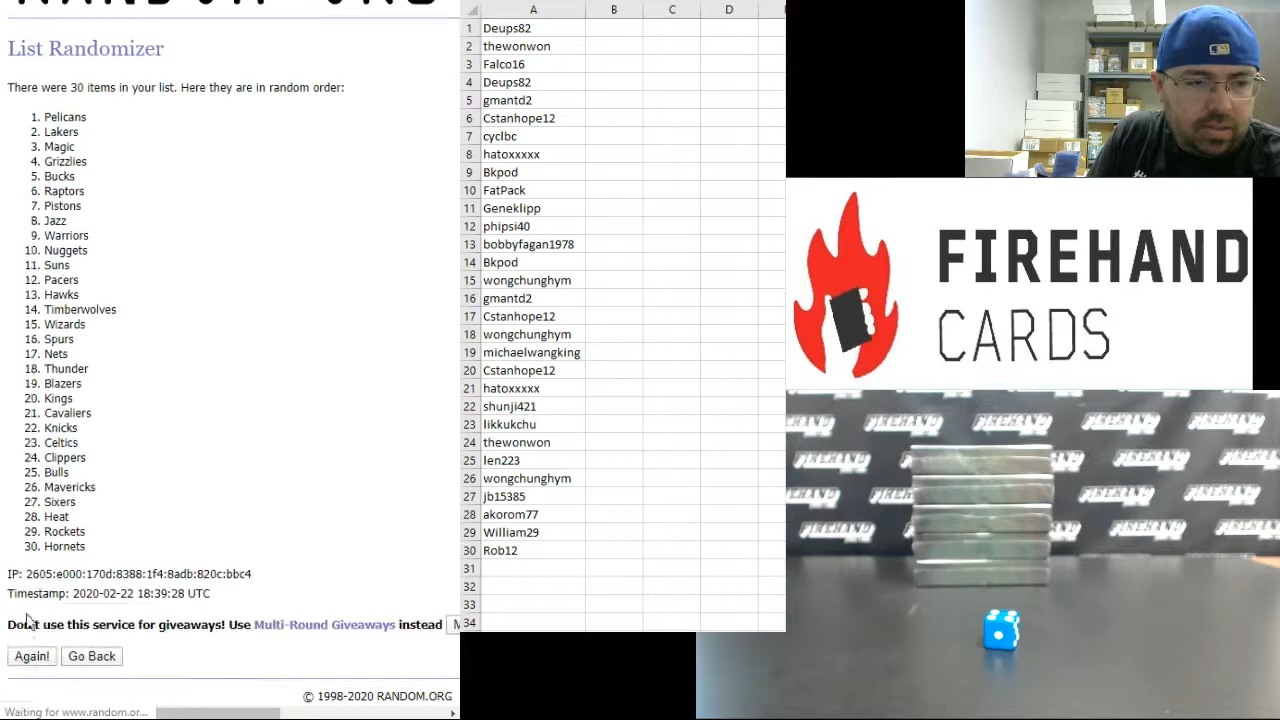 List Randomizer
There were 30 items in your list. Here they are in random order:
1. Pelicans
2. Lakers
3. Magic
4. Grizzlies
5. Bucks
6. Raptors
7. Pistons
8. Jazz
9. Warriors
10. Nuggets
11. Suns
12. Pacers
13. Hawks
14. Timberwolves
15. Wizards
16. Spurs
17. Nets
18. Thunder
19. Blazers
20. Kings
21. Cavaliers
22. Knicks
23. Celtics
24. Clippers
25. Bulls
26. Mavericks
27. Sixers
28. Heat
29. Rockets
30. Hornets
IP: 2605:e000:170d:8388:1f4:8adb:820c:bbc4
Timestamp: 2020-02-22 18:39:28 UTC
Don't use this service for giveaways! Use Multi-Round Giveaways instead
Again! Go Back
© 1998-2020 RANDOM.ORG
Waiting for www.random.or...
A B C D
1 Deups82
2 thewonwon
3 Falco16
4 Deups82
5 gmantd2
6 Cstanhope12
7 cyclbc
8 hatoxxxxx
9 Bkpod
10 FatPack
11 Geneklipp
12 phipsi40
13 bobbyfagan1978
14 Bkpod
15 wongchunghym
16 gmantd2
17 Cstanhope12
18 wongchunghym
19 michaelwangking
20 Cstanhope12
21 hatoxxxxx
22 shunji421
23 likkukchu
24 thewonwon
25 len223
26 wongchunghym
27 jb15385
28 akorom77
29 William29
30 Rob12
31
32
33
34
FIREHAND
CARDS